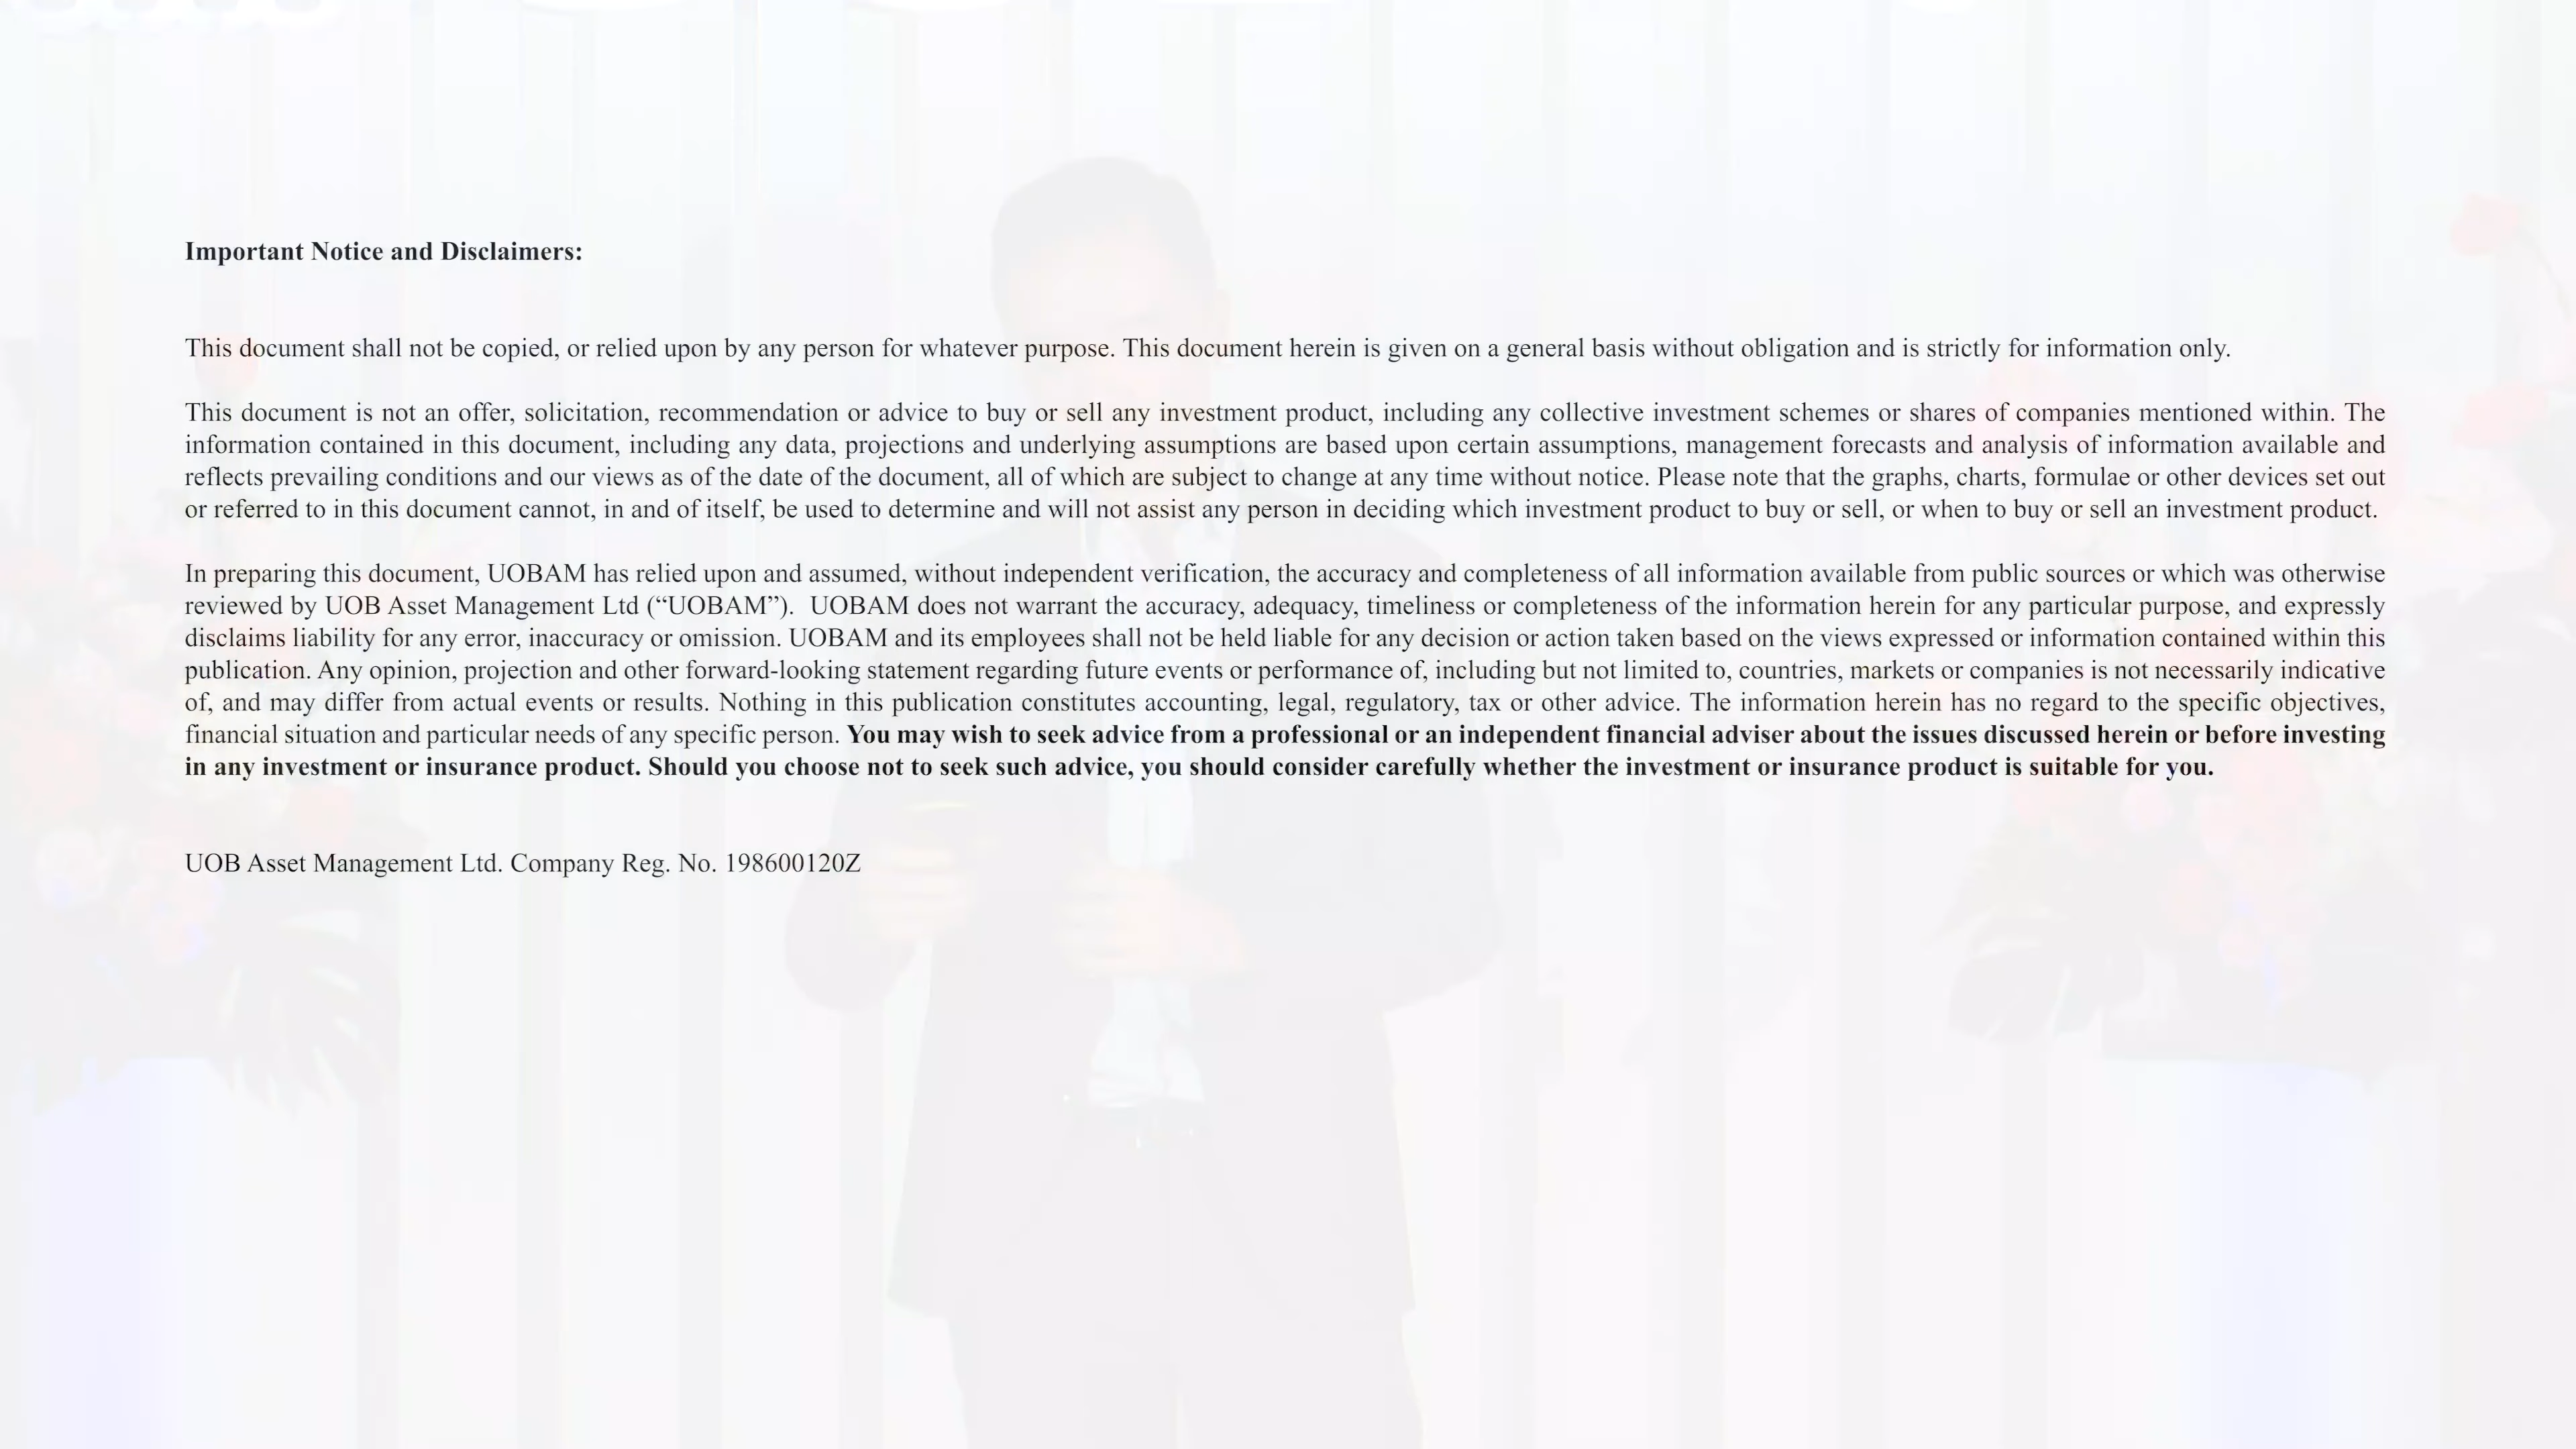 Important Notice and Disclaimers:
This document shall not be copied, or relied upon by any person for whatever purpose. This document herein is given on a general basis without obligation and is strictly for information only.
This document is not an offer, solicitation, recommendation or advice to buy or sell any investment product, including any collective investment schemes or shares of companies mentioned within. The
information contained in this document, including any data, projections and underlying assumptions are based upon certain assumptions, management forecasts and analysis of information available and
reflects prevailing conditions and our views as of the date of the document, all of which are subject to change at any time without notice. Please note that the graphs, charts, formulae or other devices set out
or referred to in this document cannot, in and of itself, be used to determine and will not assist any person in deciding which investment product to buy or sell, or when to buy or sell an investment product.
In preparing this document, UOBAM has relied upon and assumed, without independent verification, the accuracy and completeness of all information available from public sources or which was otherwise
reviewed by UOB Asset Management Ltd (“UOBAM”).  UOBAM does not warrant the accuracy, adequacy, timeliness or completeness of the information herein for any particular purpose, and expressly
disclaims liability for any error, inaccuracy or omission. UOBAM and its employees shall not be held liable for any decision or action taken based on the views expressed or information contained within this
publication. Any opinion, projection and other forward-looking statement regarding future events or performance of, including but not limited to, countries, markets or companies is not necessarily indicative
of, and may differ from actual events or results. Nothing in this publication constitutes accounting, legal, regulatory, tax or other advice. The information herein has no regard to the specific objectives,
financial situation and particular needs of any specific person. You may wish to seek advice from a professional or an independent financial adviser about the issues discussed herein or before investing
in any investment or insurance product. Should you choose not to seek such advice, you should consider carefully whether the investment or insurance product is suitable for you.
UOB Asset Management Ltd. Company Reg. No. 198600120Z